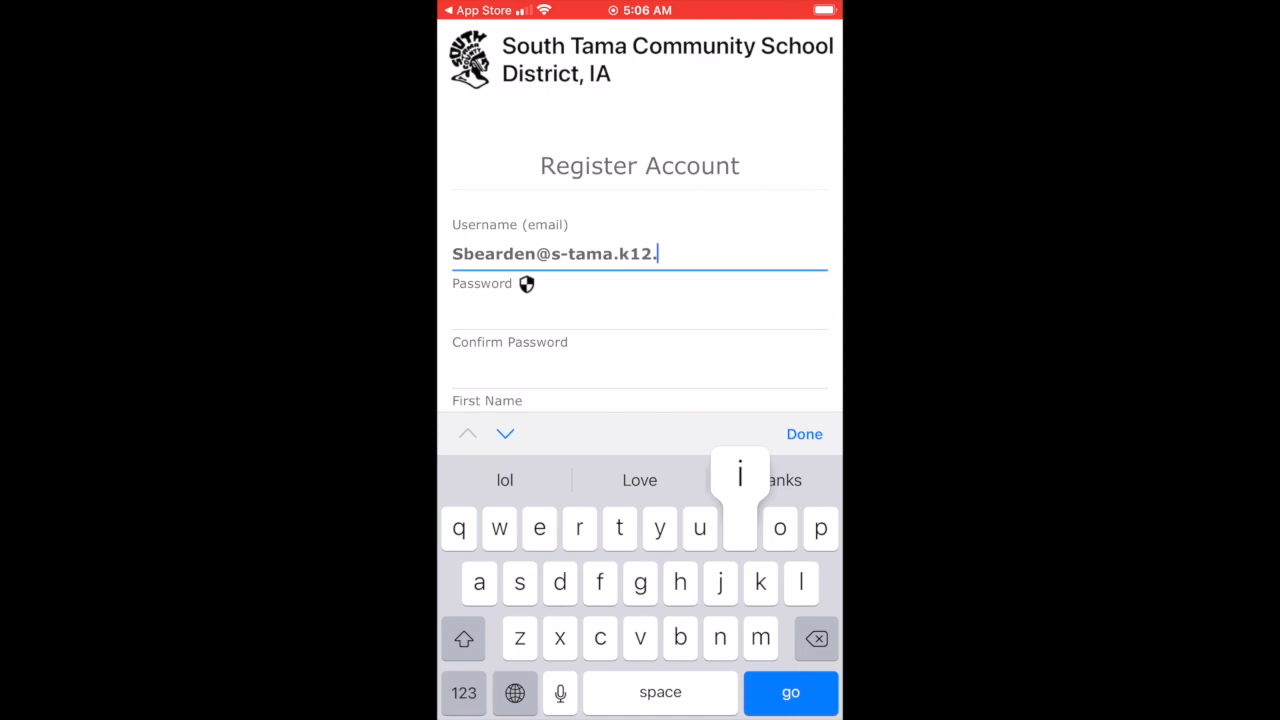 ◀ App Store 5:06 AM
South Tama Community School
District, IA
Register Account
Username (email)
Sbearden@s-tama.k12.
Password
Confirm Password
First Name
Done
lol Love anks
i
q w e r t y u o p
a s d f g h j k l
z x c v b n m
123 space go